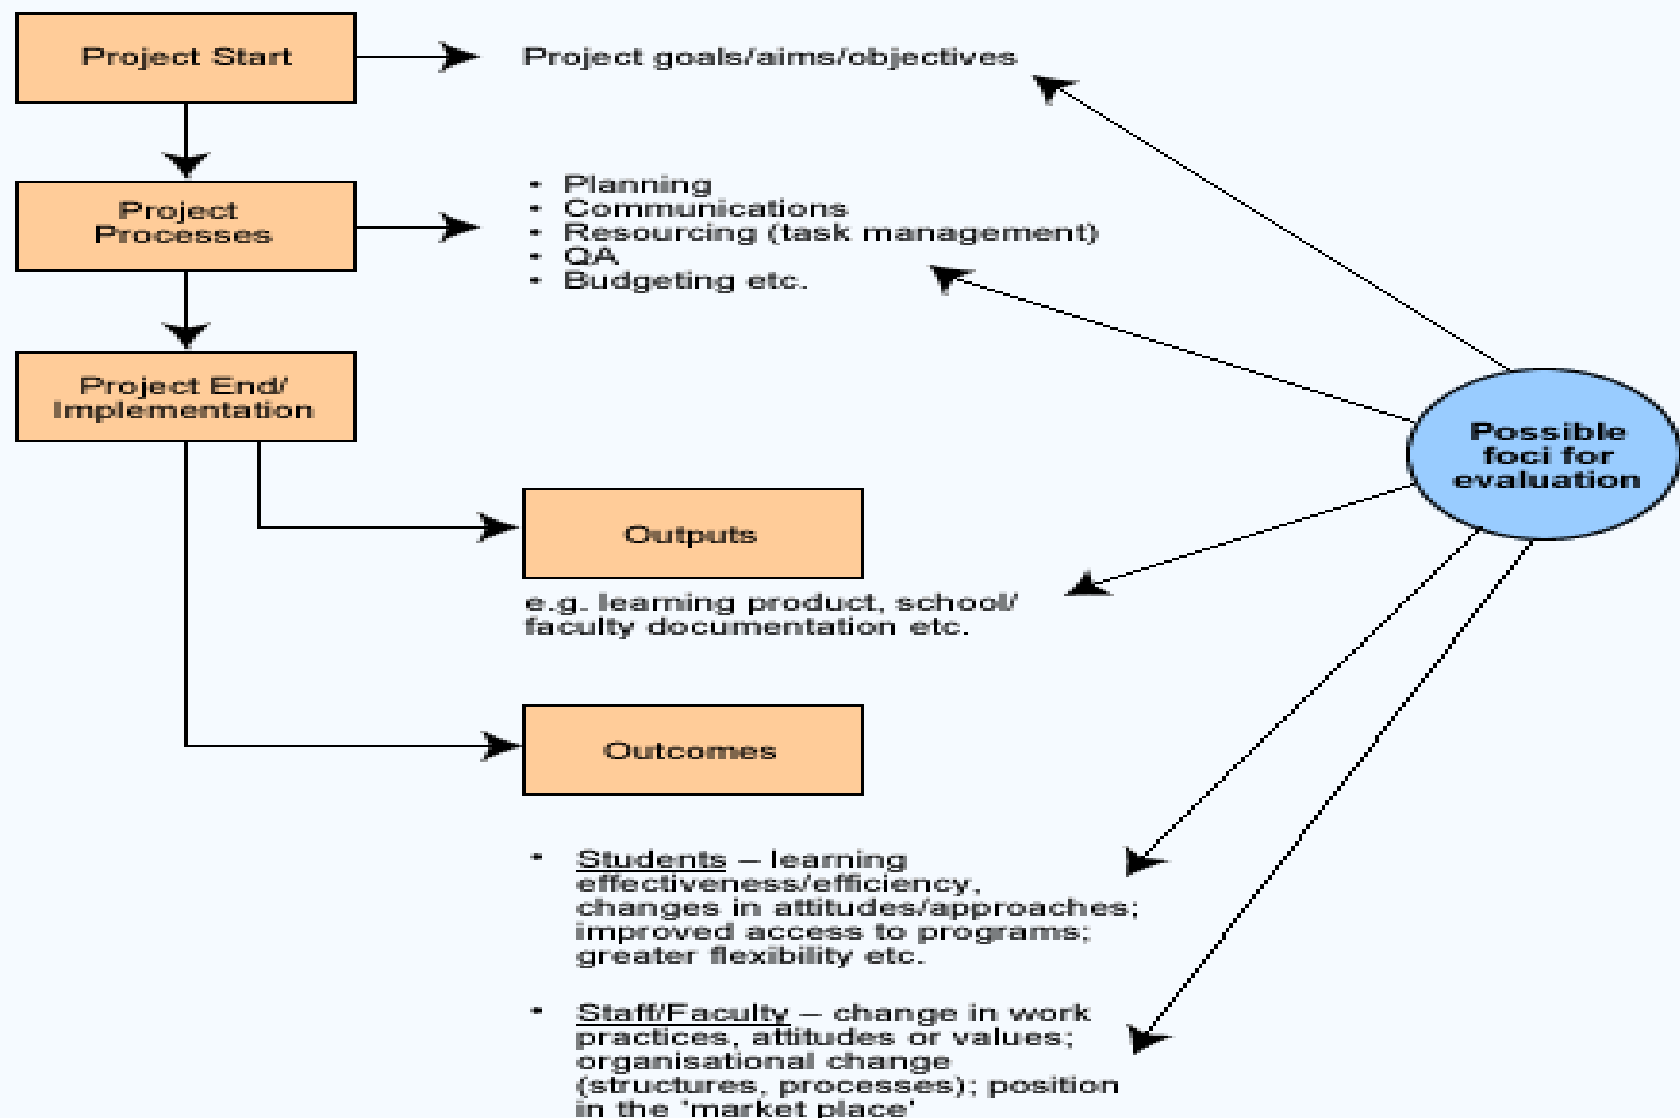 Project Start
Project goals/aims/objectives
Project
Processes
• Planning
• Communications
• Resourcing (task management)
• QA
• Budgeting etc.
Project End/
Implementation
Possible
foci for
evaluation
Outputs
e.g. learning product, school/
faculty documentation etc.
Outcomes
• Students – learning
effectiveness/efficiency,
changes in attitudes/approaches;
improved access to programs;
greater flexibility etc.
• Staff/Faculty – change in work
practices, attitudes or values;
organisational change
(structures, processes); position
in the 'market place'